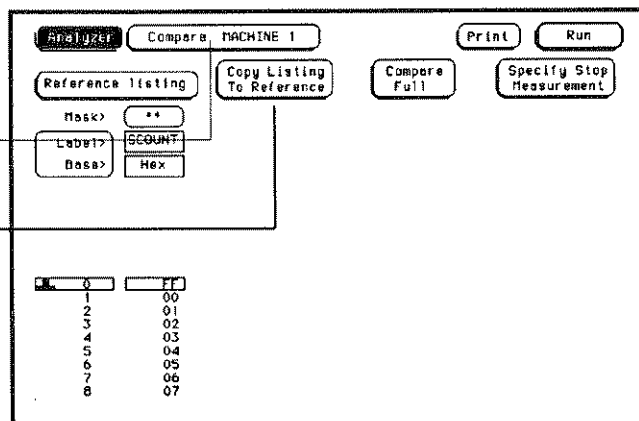 Analyzer Compare MACHINE 1 Print Run
Reference listing Copy Listing To Reference Compare Full Specify Stop Measurement
Mask> **
Label> SCOUNT
Base> Hex
0 FF
1 00
2 01
3 02
4 03
5 04
6 05
7 06
8 07